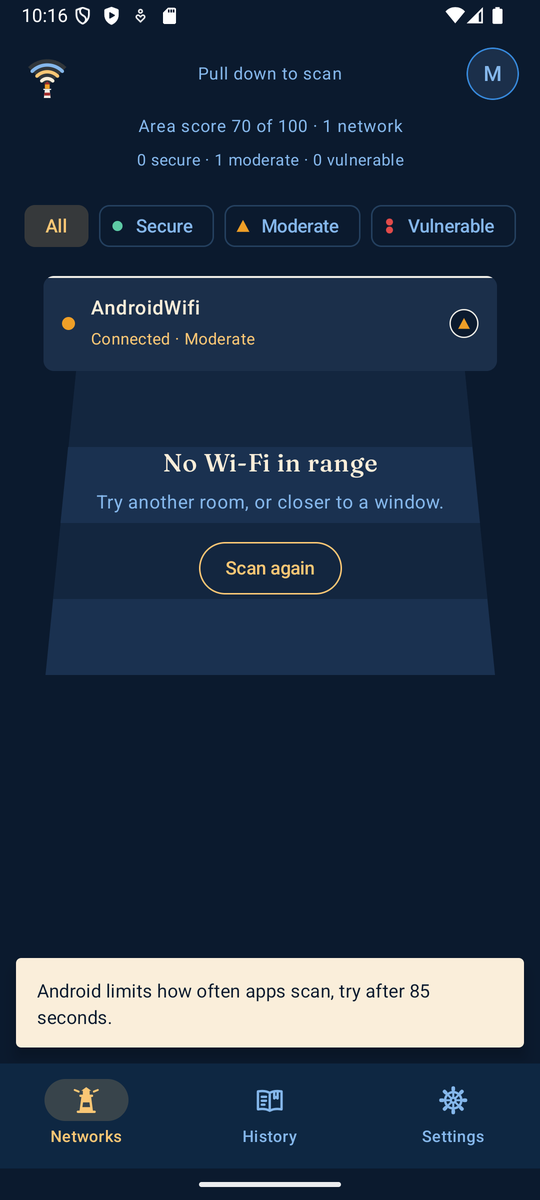 10:16
Pull down to scan
M
Area score 70 of 100 · 1 network
0 secure · 1 moderate · 0 vulnerable
All
Secure
Moderate
Vulnerable
AndroidWifi
Connected · Moderate
No Wi-Fi in range
Try another room, or closer to a window.
Scan again
Android limits how often apps scan, try after 85
seconds.
Networks
History
Settings